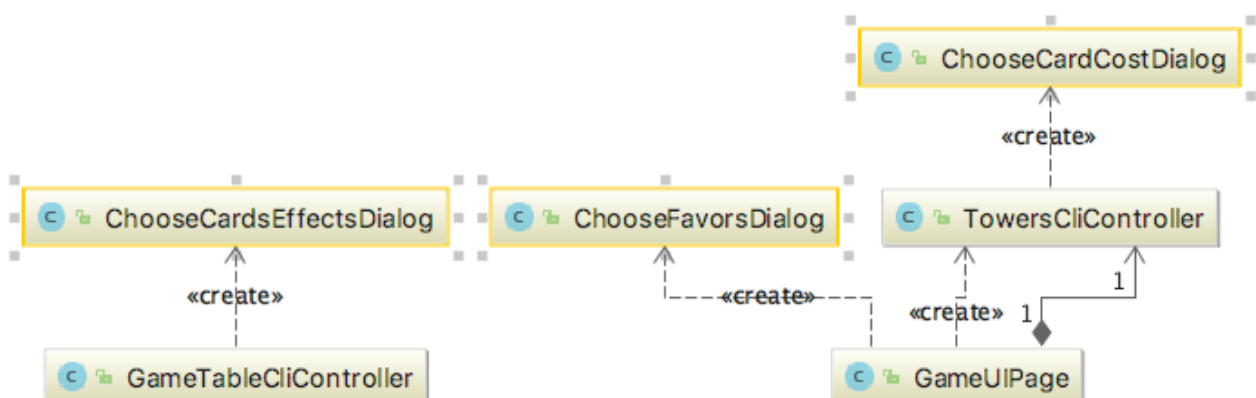 C ChooseCardCostDialog
«create»
C ChooseCardsEffectsDialog
C ChooseFavorsDialog
C TowersCliController
«create»
«create»
«create»
1
1
C GameTableCliController
C GameUIPage